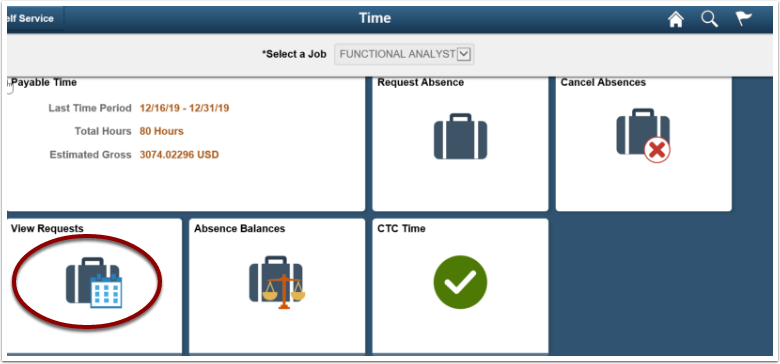 elf Service
Time
*Select a Job FUNCTIONAL ANALYST
Payable Time
Last Time Period 12/16/19 - 12/31/19
Total Hours 80 Hours
Estimated Gross 3074.02296 USD
Request Absence
Cancel Absences
View Requests
Absence Balances
CTC Time